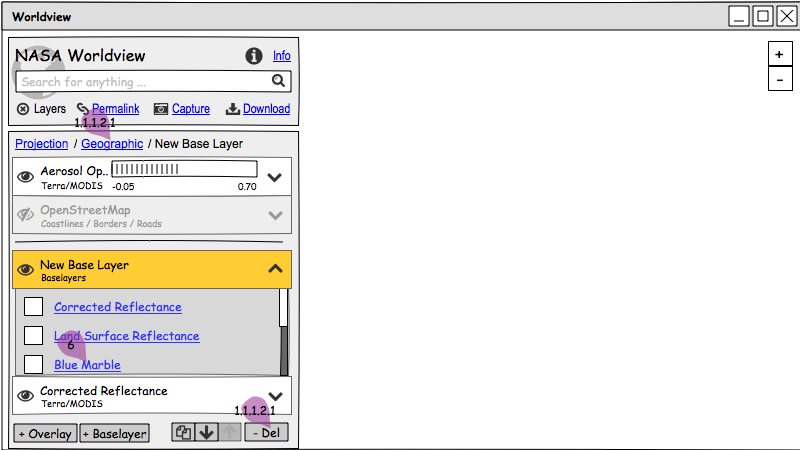 Worldview
+
-
NASA Worldview
Info
Search for anything ...
Layers Permalink Capture Download
1.1.1.2.1
Projection / Geographic / New Base Layer
Aerosol Op..
Terra/MODIS -0.05 0.70
OpenStreetMap
Coastlines / Borders / Roads
New Base Layer
Baselayers
Corrected Reflectance
Land Surface Reflectance
6
Blue Marble
Corrected Reflectance
Terra/MODIS
1.1.1.2.1
+ Overlay + Baselayer - Del